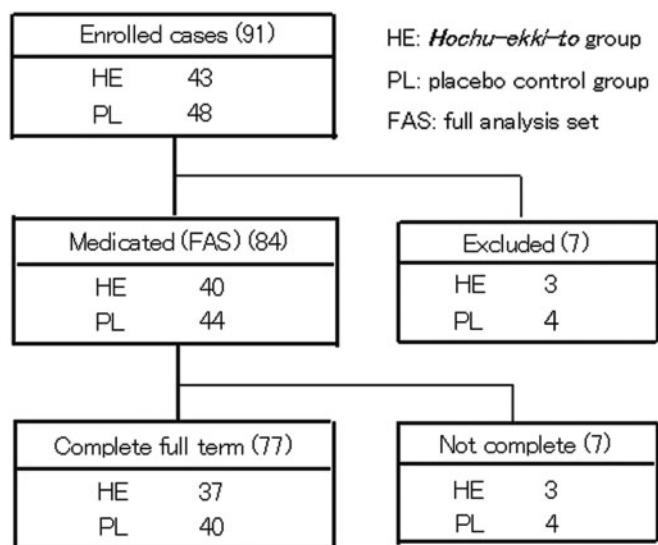 Enrolled cases (91)
HE 43
PL 48
HE: Hochu-ekki-to group
PL: placebo control group
FAS: full analysis set
Medicated (FAS) (84)
HE 40
PL 44
Excluded (7)
HE 3
PL 4
Complete full term (77)
HE 37
PL 40
Not complete (7)
HE 3
PL 4